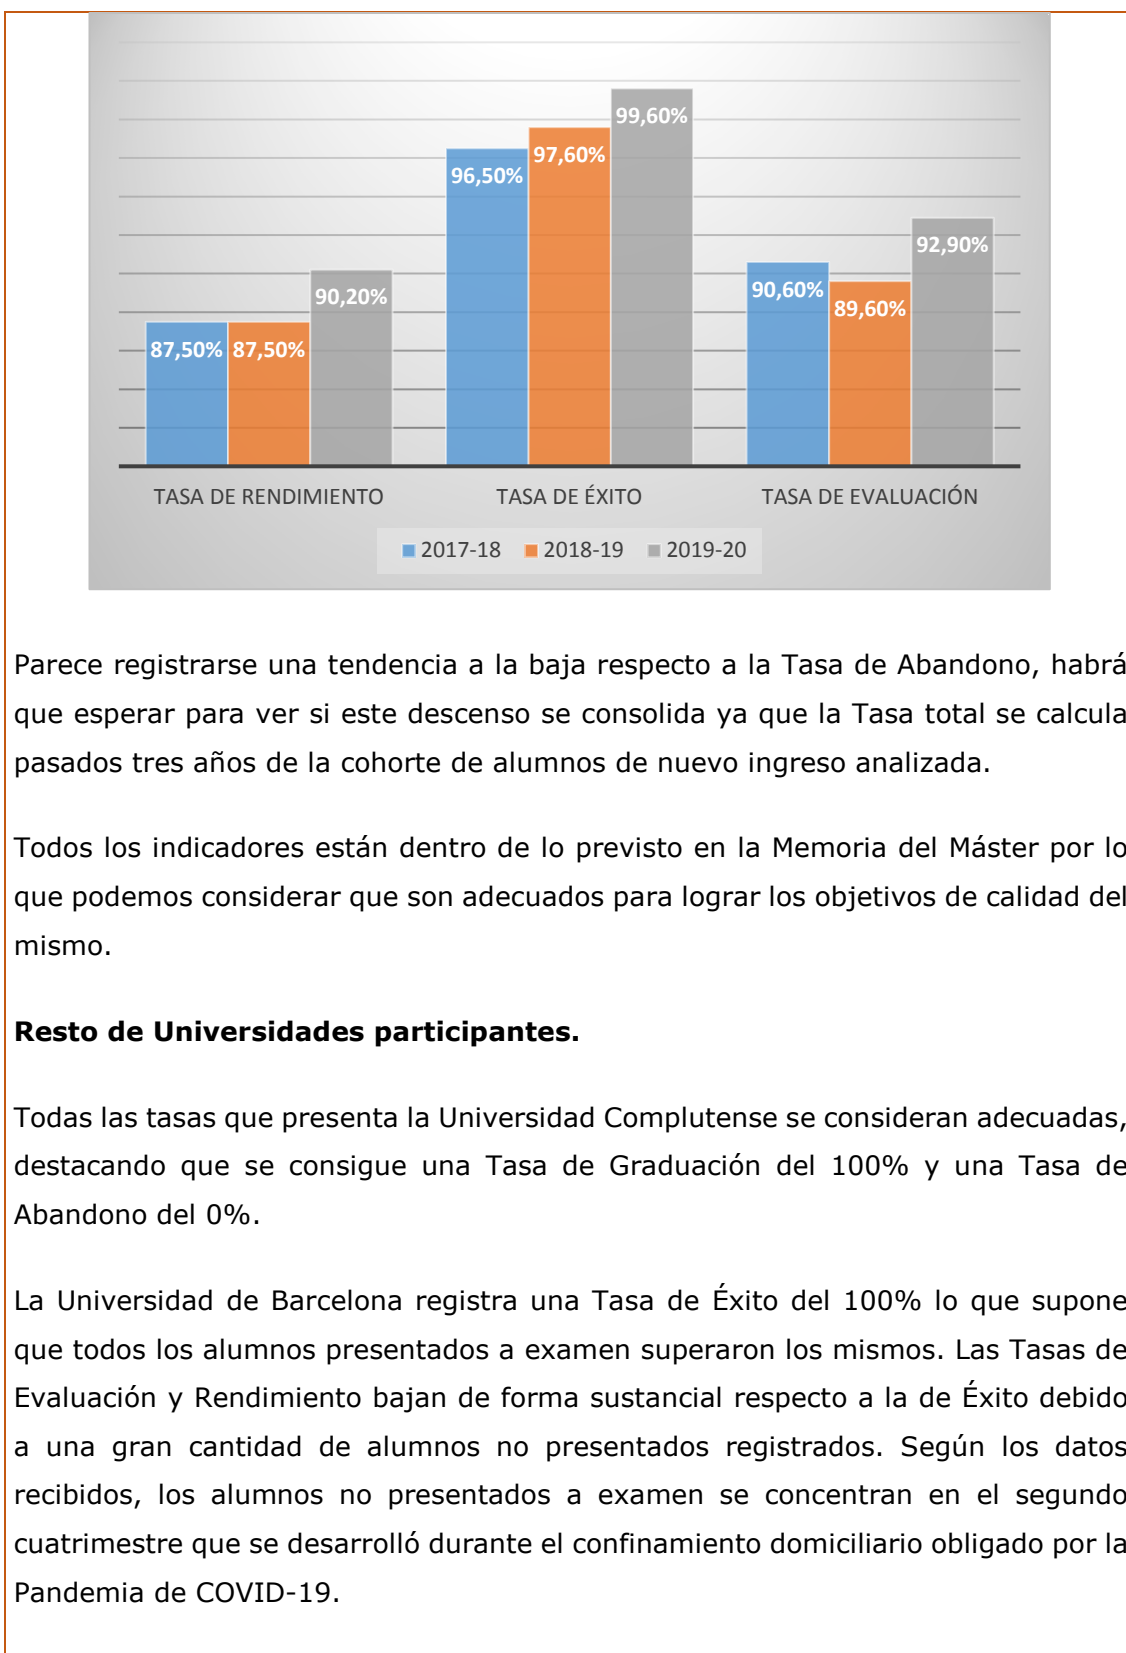 99,60%
97,60%
96,50%
92,90%
90,60%
89,60%
90,20%
87,50% 87,50%
TASA DE RENDIMIENTO TASA DE ÉXITO TASA DE EVALUACIÓN
2017-18 2018-19 2019-20
Parece registrarse una tendencia a la baja respecto a la Tasa de Abandono, habrá
que esperar para ver si este descenso se consolida ya que la Tasa total se calcula
pasados tres años de la cohorte de alumnos de nuevo ingreso analizada.
Todos los indicadores están dentro de lo previsto en la Memoria del Máster por lo
que podemos considerar que son adecuados para lograr los objetivos de calidad del
mismo.
Resto de Universidades participantes.
Todas las tasas que presenta la Universidad Complutense se consideran adecuadas,
destacando que se consigue una Tasa de Graduación del 100% y una Tasa de
Abandono del 0%.
La Universidad de Barcelona registra una Tasa de Éxito del 100% lo que supone
que todos los alumnos presentados a examen superaron los mismos. Las Tasas de
Evaluación y Rendimiento bajan de forma sustancial respecto a la de Éxito debido
a una gran cantidad de alumnos no presentados registrados. Según los datos
recibidos, los alumnos no presentados a examen se concentran en el segundo
cuatrimestre que se desarrolló durante el confinamiento domiciliario obligado por la
Pandemia de COVID-19.